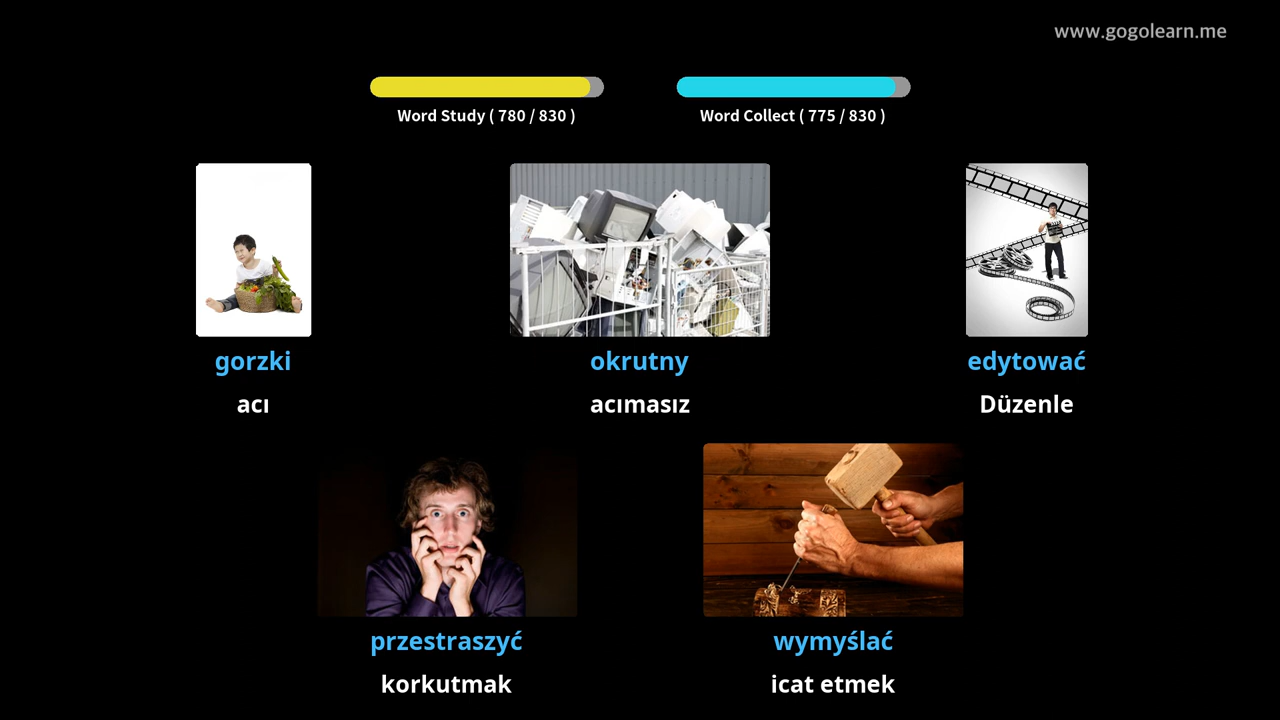 www.gogolearn.me
Word Study ( 780 / 830 )
Word Collect ( 775 / 830 )
gorzki
okrutny
edytować
acı
acımasız
Düzenle
przestraszyć
wymyślać
korkutmak
icat etmek